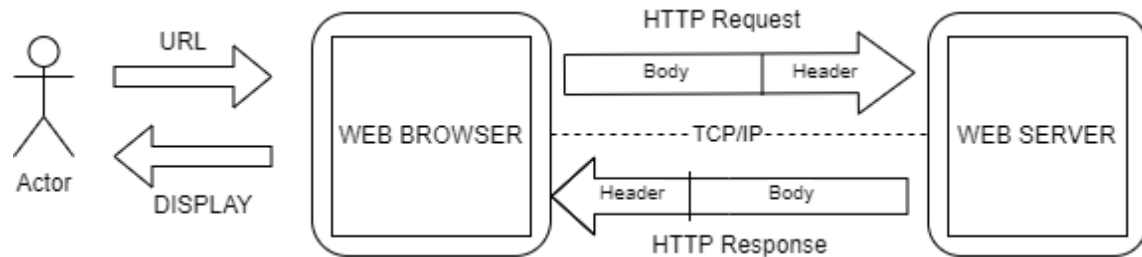 HTTP Request
URL
Body
Header
WEB BROWSER
TCP/IP
WEB SERVER
Actor
DISPLAY
Header
Body
HTTP Response